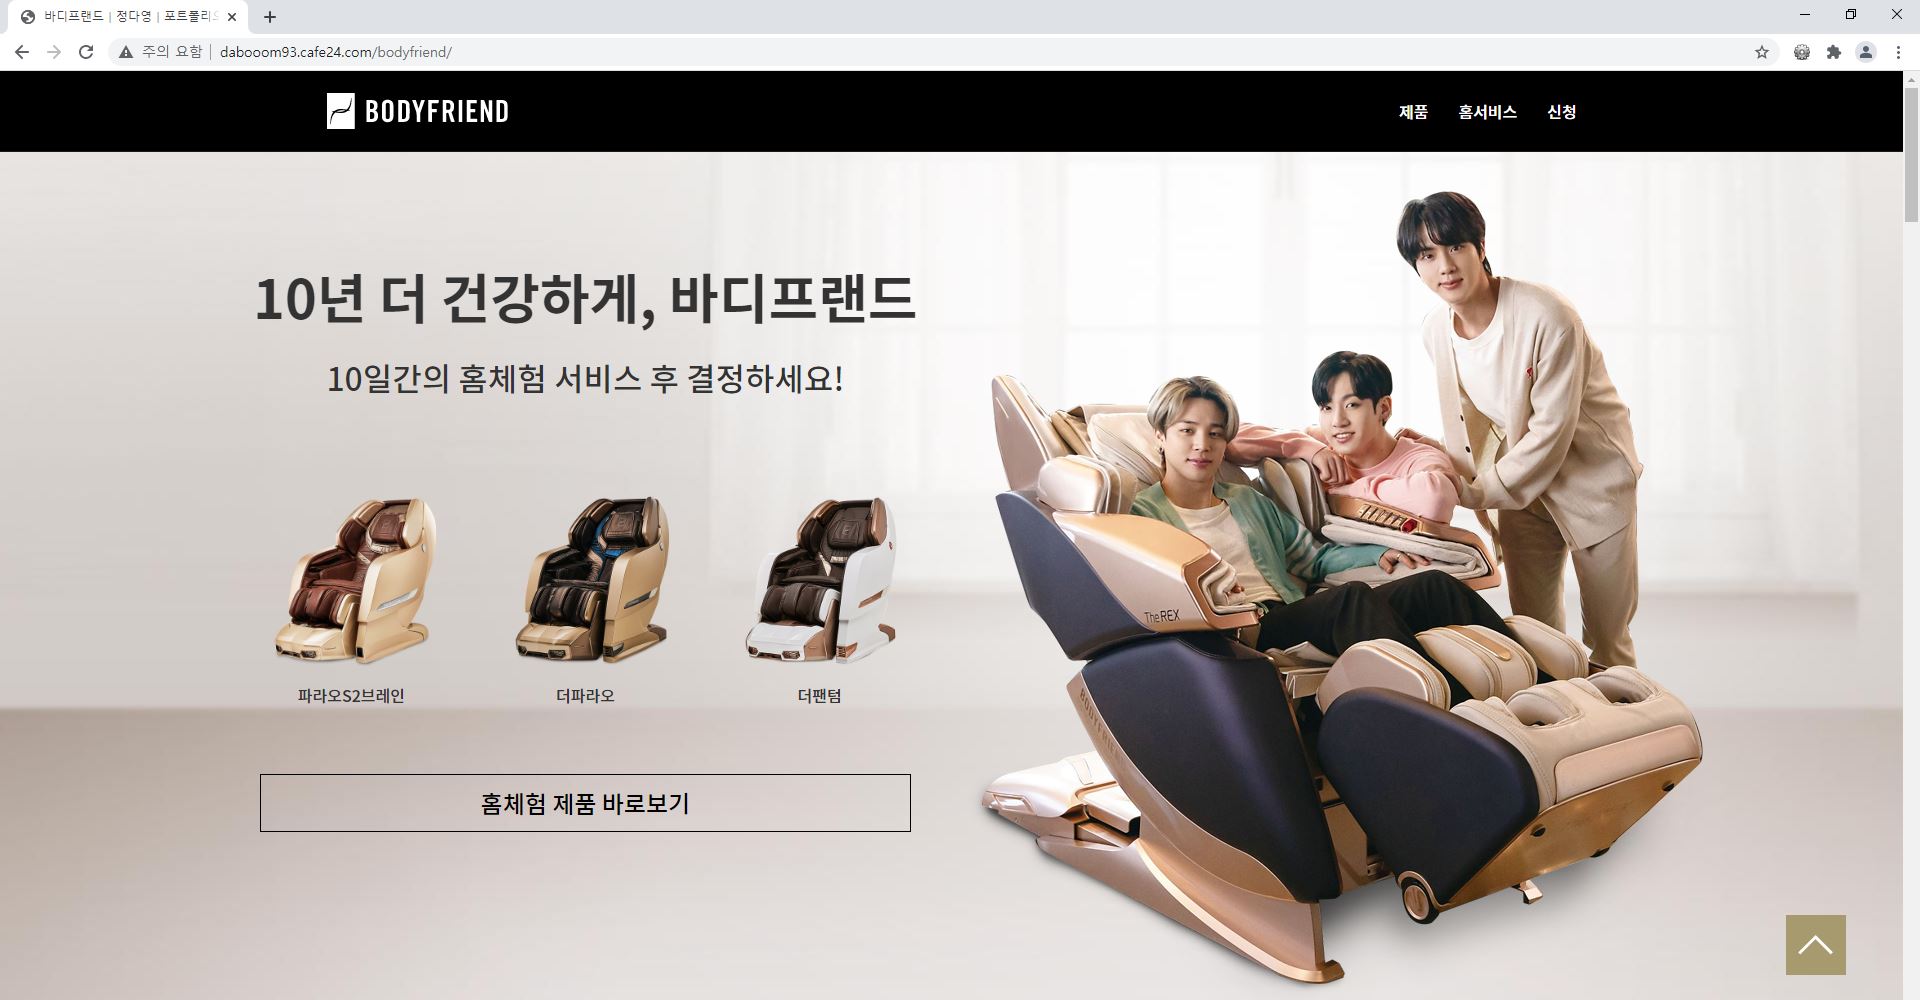 바디프랜드 | 정다영 | 포트폴리오
주의 요함 | dabooom93.cafe24.com/bodyfriend/
BODYFRIEND
제품 홈서비스 신청
10년 더 건강하게, 바디프랜드
10일간의 홈체험 서비스 후 결정하세요!
파라오S2브레인 더파라오 더팬텀
홈체험 제품 바로보기
The REX
BODYFRIEND